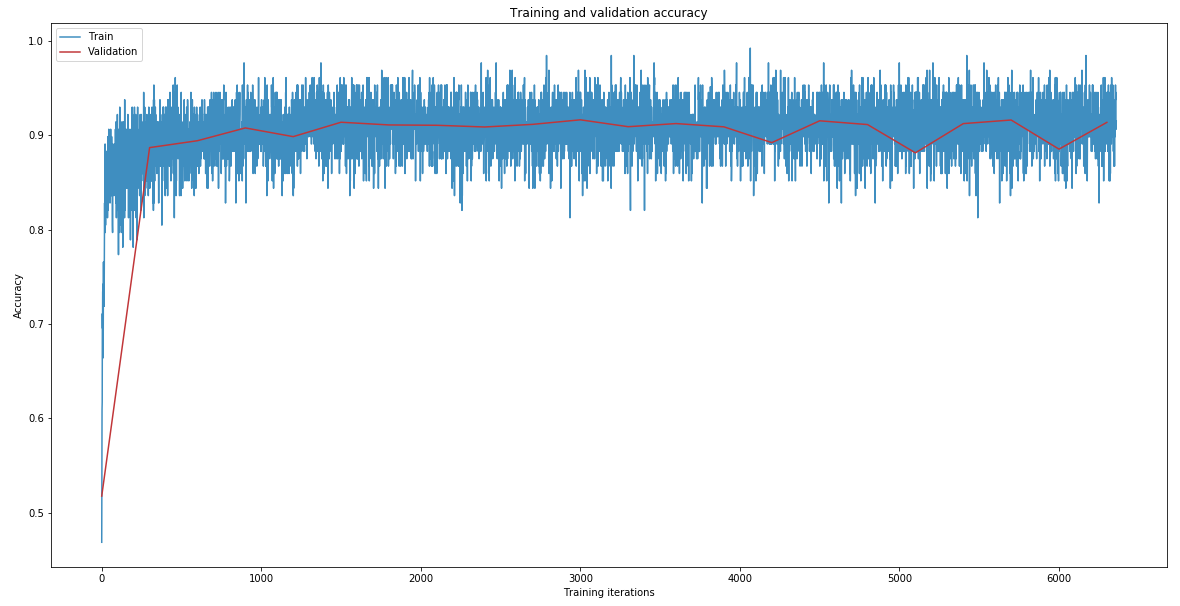 Training and validation accuracy
Train
Validation
1.0
0.9
0.8
0.7
0.6
0.5
Accuracy
0 1000 2000 3000 4000 5000 6000
Training iterations